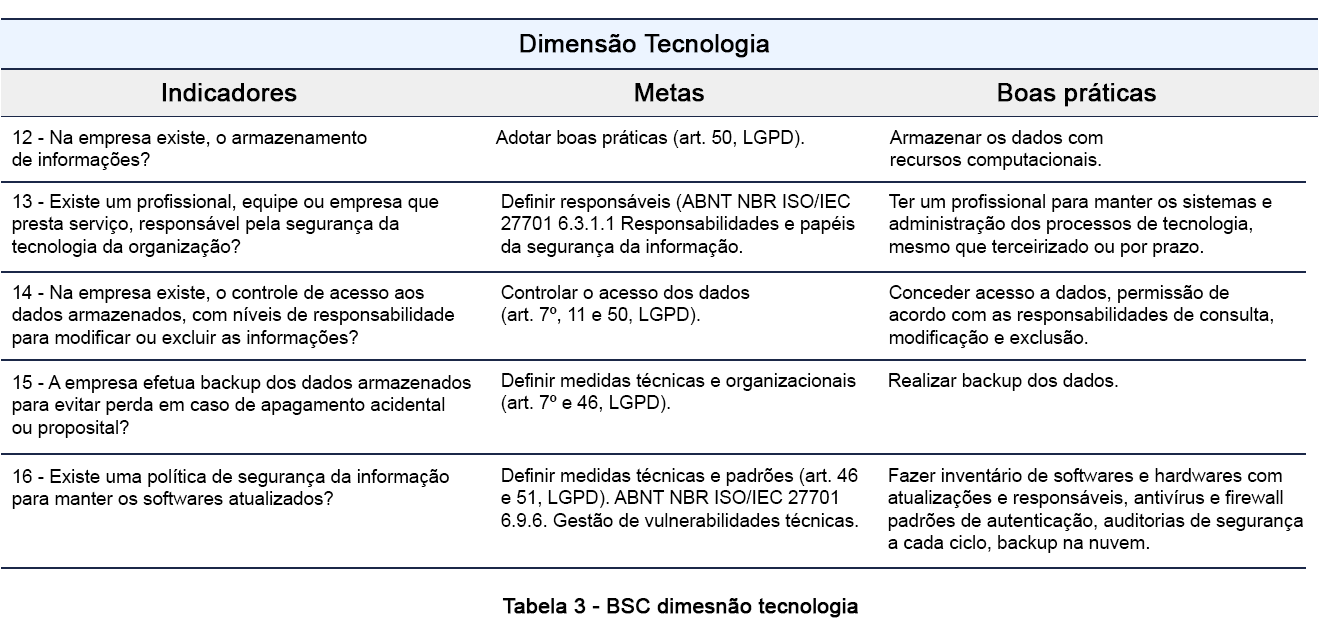 Dimensão Tecnologia
Indicadores Metas Boas práticas
12 - Na empresa existe, o armazenamento
de informações?
Adotar boas práticas (art. 50, LGPD).
Armazenar os dados com
recursos computacionais.
13 - Existe um profissional, equipe ou empresa que
presta serviço, responsável pela segurança da
tecnologia da organização?
Definir responsáveis (ABNT NBR ISO/IEC
27701 6.3.1.1 Responsabilidades e papéis
da segurança da informação.
Ter um profissional para manter os sistemas e
administração dos processos de tecnologia,
mesmo que terceirizado ou por prazo.
14 - Na empresa existe, o controle de acesso aos
dados armazenados, com níveis de responsabilidade
para modificar ou excluir as informações?
Controlar o acesso dos dados
(art. 7º, 11 e 50, LGPD).
Conceder acesso a dados, permissão de
acordo com as responsabilidades de consulta,
modificação e exclusão.
15 - A empresa efetua backup dos dados armazenados
para evitar perda em caso de apagamento acidental
ou proposital?
Definir medidas técnicas e organizacionais
(art. 7º e 46, LGPD).
Realizar backup dos dados.
16 - Existe uma política de segurança da informação
para manter os softwares atualizados?
Definir medidas técnicas e padrões (art. 46
e 51, LGPD). ABNT NBR ISO/IEC 27701
6.9.6. Gestão de vulnerabilidades técnicas.
Fazer inventário de softwares e hardwares com
atualizações e responsáveis, antivírus e firewall
padrões de autenticação, auditorias de segurança
a cada ciclo, backup na nuvem.
Tabela 3 - BSC dimesnão tecnologia